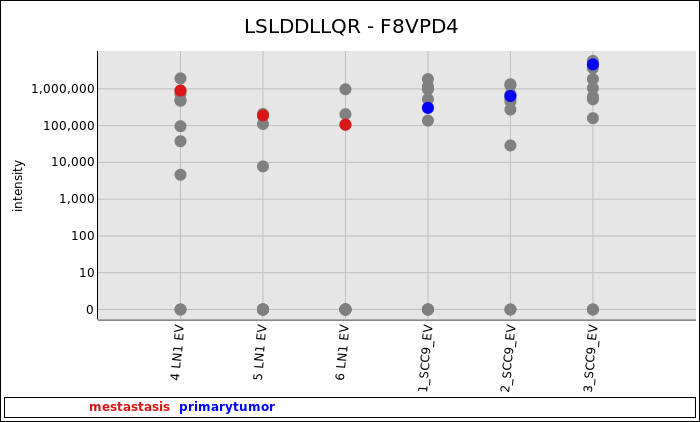 LSLDDLLQR - F8VPD4
intensity
1,000,000
100,000
10,000
1,000
100
10
0
4 LN1 EV
5 LN1 EV
6 LN1 EV
1_SCC9_EV
2_SCC9_EV
3_SCC9_EV
mestastasis primarytumor